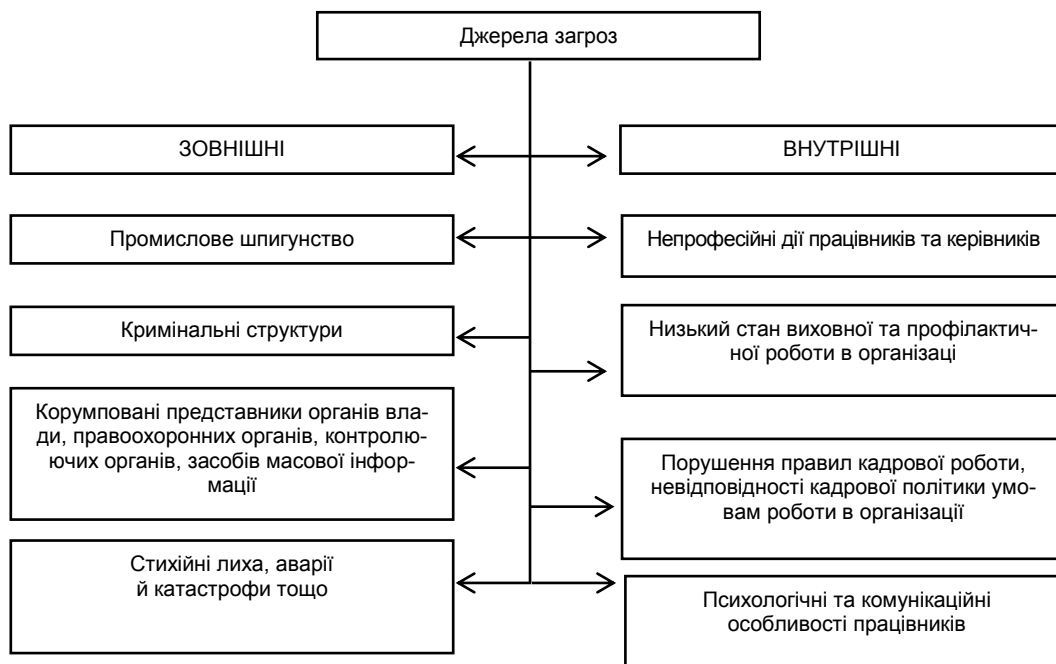 Джерела загроз
ЗОВНІШНІ
ВНУТРІШНІ
Промислове шпигунство
Непрофесійні дії працівників та керівників
Кримінальні структури
Низький стан виховної та профілактич-
ної роботи в організаці
Корумповані представники органів вла-
ди, правоохоронних органів, контролю-
ючих органів, засобів масової інфор-
мації
Порушення правил кадрової роботи,
невідповідності кадрової політики умо-
вам роботи в організації
Стихійні лиха, аварії
й катастрофи тощо
Психологічні та комунікаційні
особливості працівників